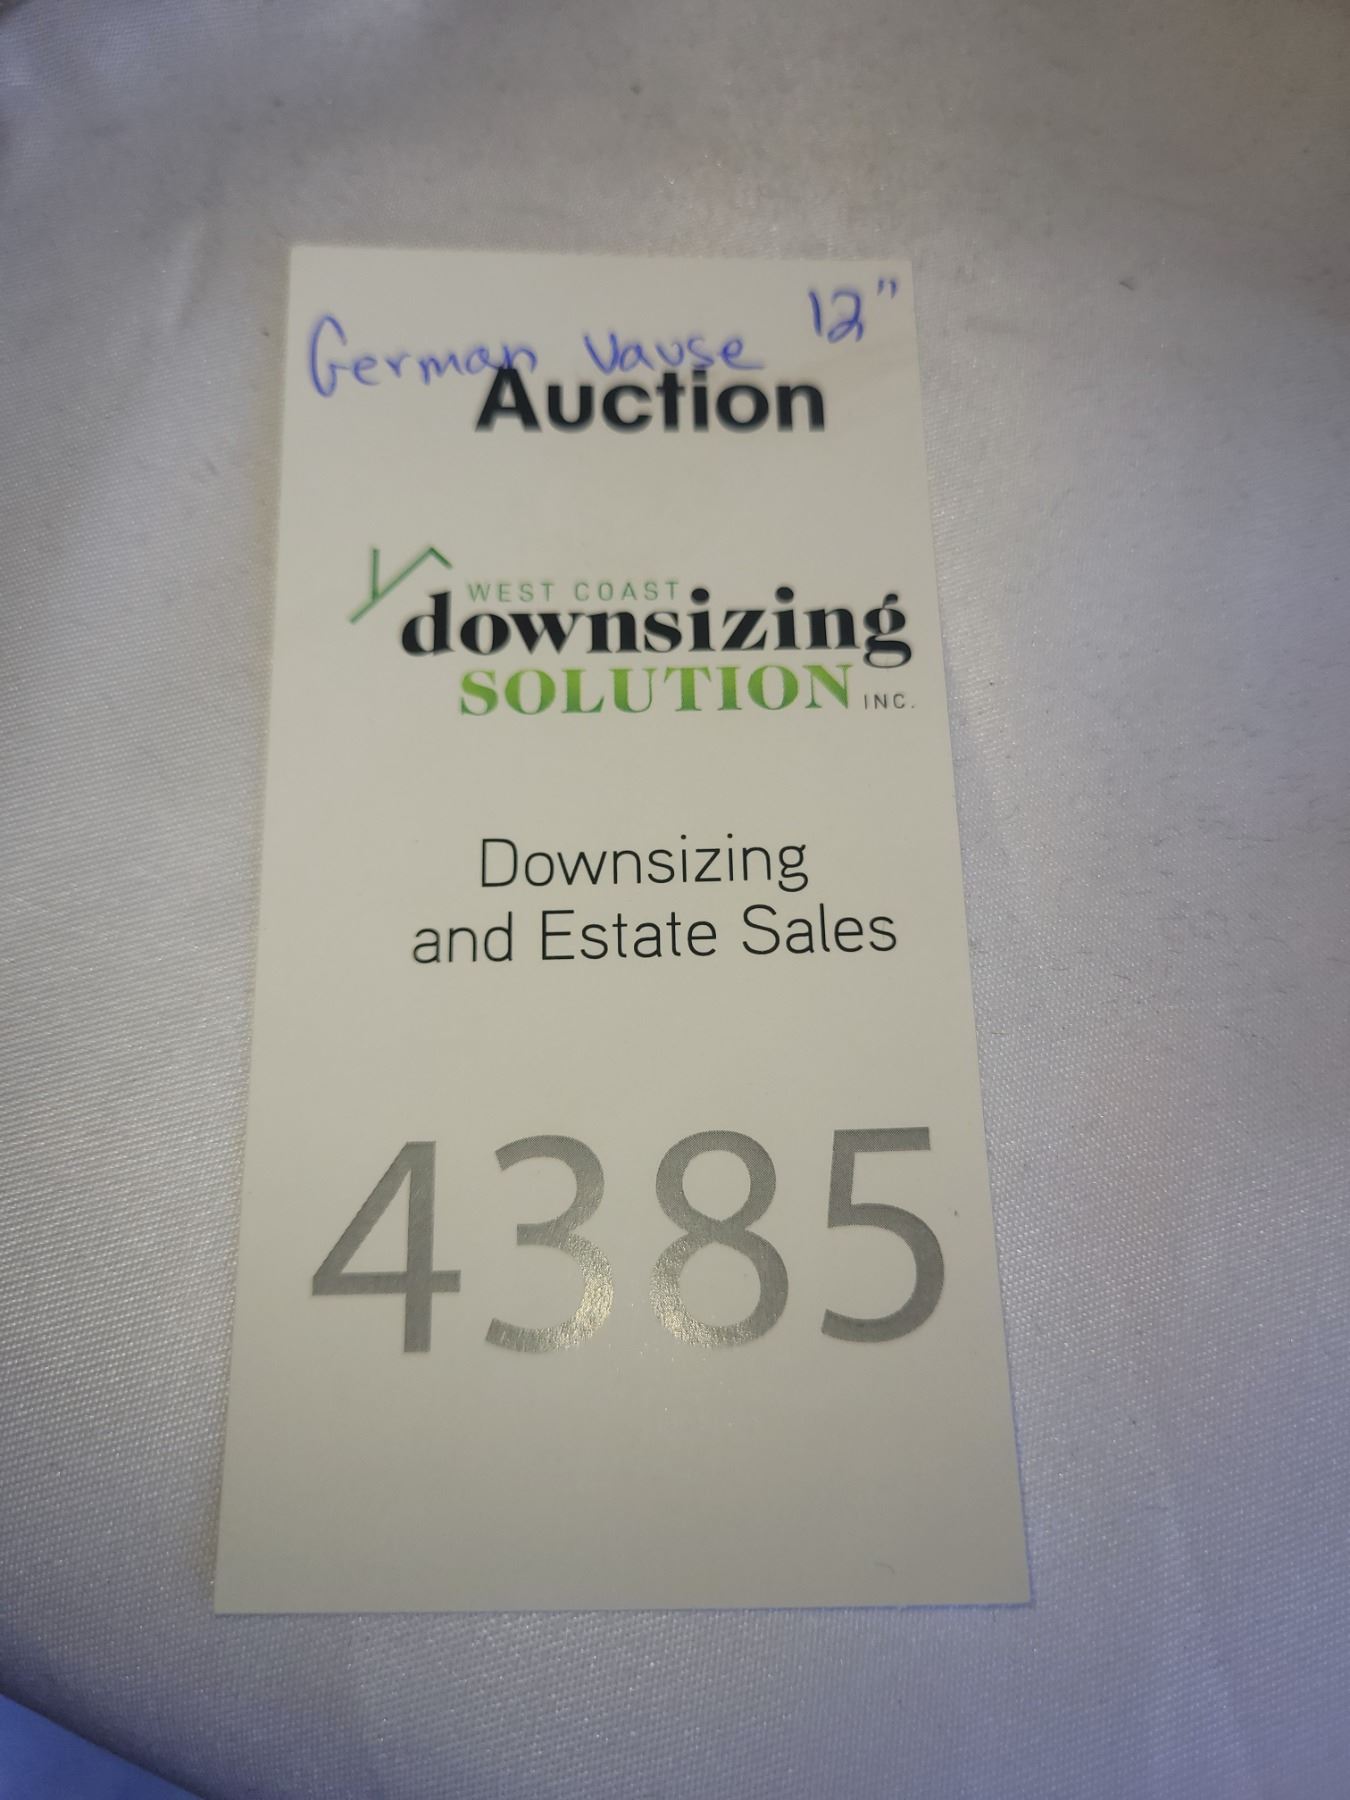 German Vause 12"
Auction
WEST COAST
downsizing
SOLUTION INC.
Downsizing
and Estate Sales
4385